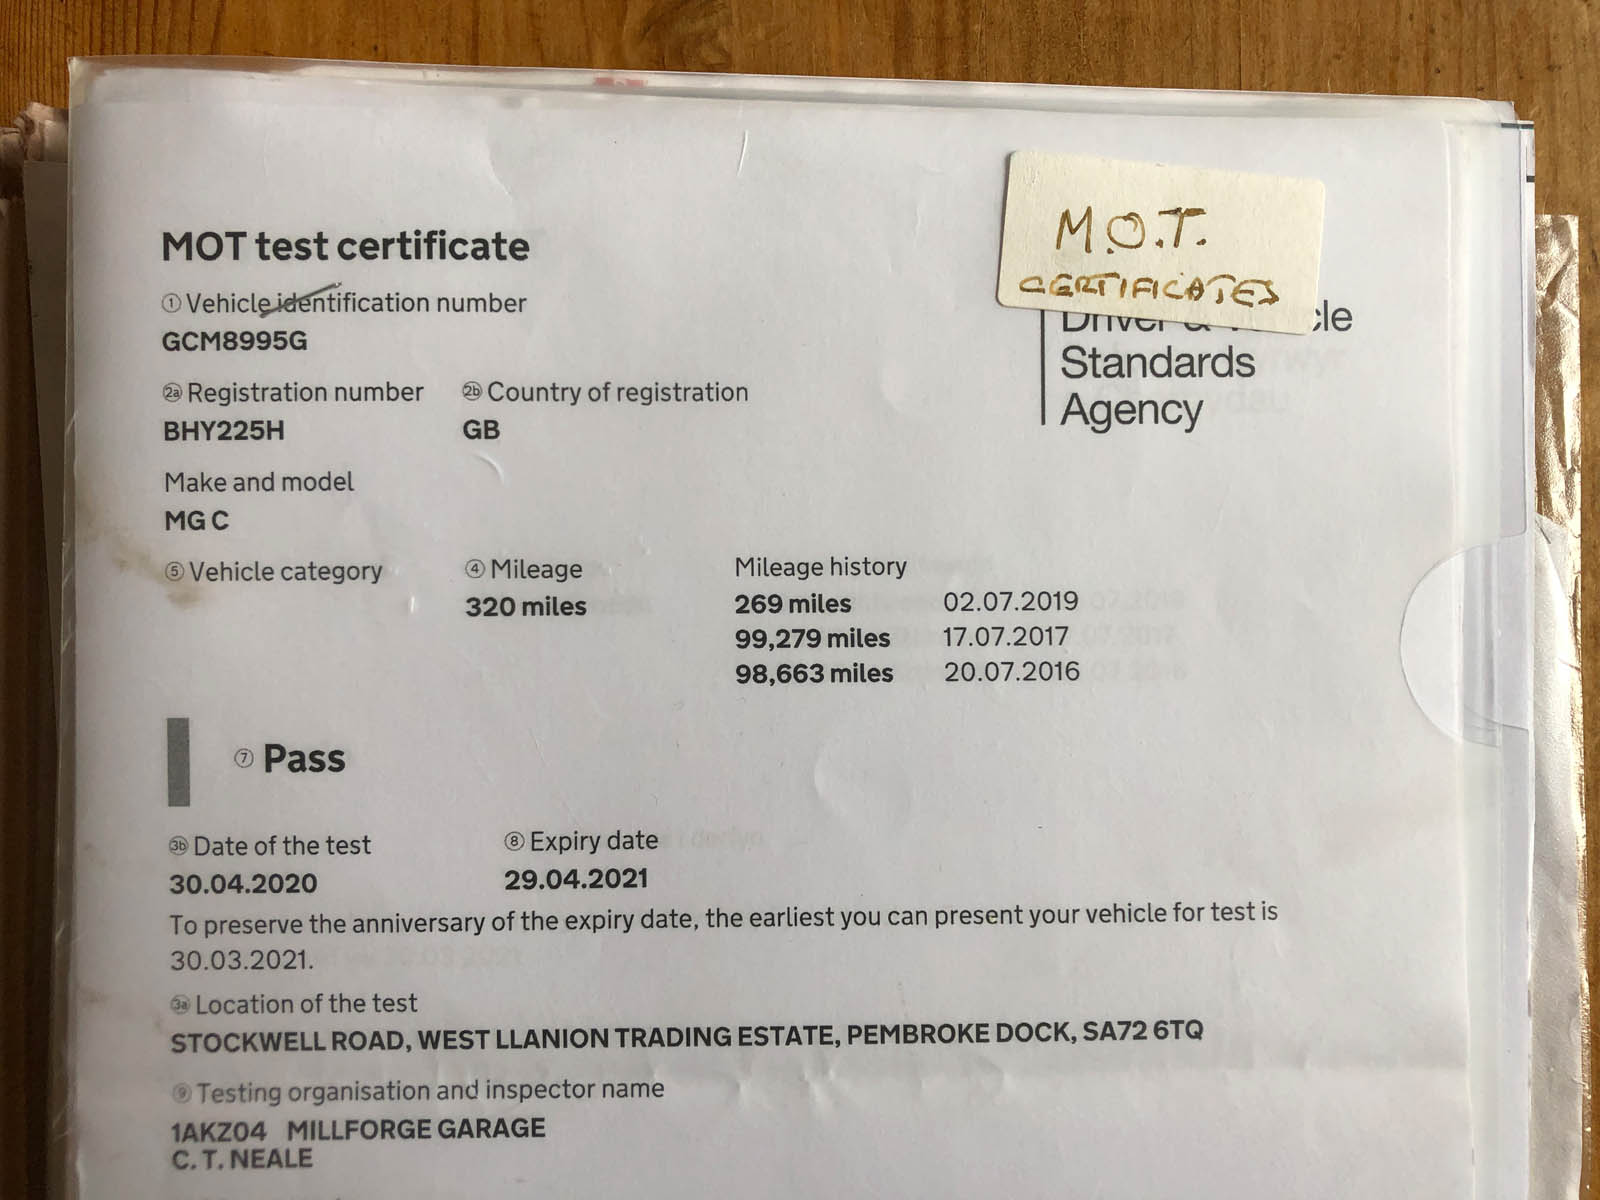 M.O.T.
CERTIFICATES
MOT test certificate
① Vehicle identification number
GCM8995G
Driver & Vehicle
Standards
Agency
2a Registration number 2b Country of registration
BHY225H GB
Make and model
MG C
⑤ Vehicle category ④ Mileage Mileage history
320 miles 269 miles 02.07.2019
99,279 miles 17.07.2017
98,663 miles 20.07.2016
⑦ Pass
3b Date of the test ⑧ Expiry date
30.04.2020 29.04.2021
To preserve the anniversary of the expiry date, the earliest you can present your vehicle for test is
30.03.2021.
3a Location of the test
STOCKWELL ROAD, WEST LLANION TRADING ESTATE, PEMBROKE DOCK, SA72 6TQ
⑨ Testing organisation and inspector name
1AKZ04 MILLFORGE GARAGE
C. T. NEALE